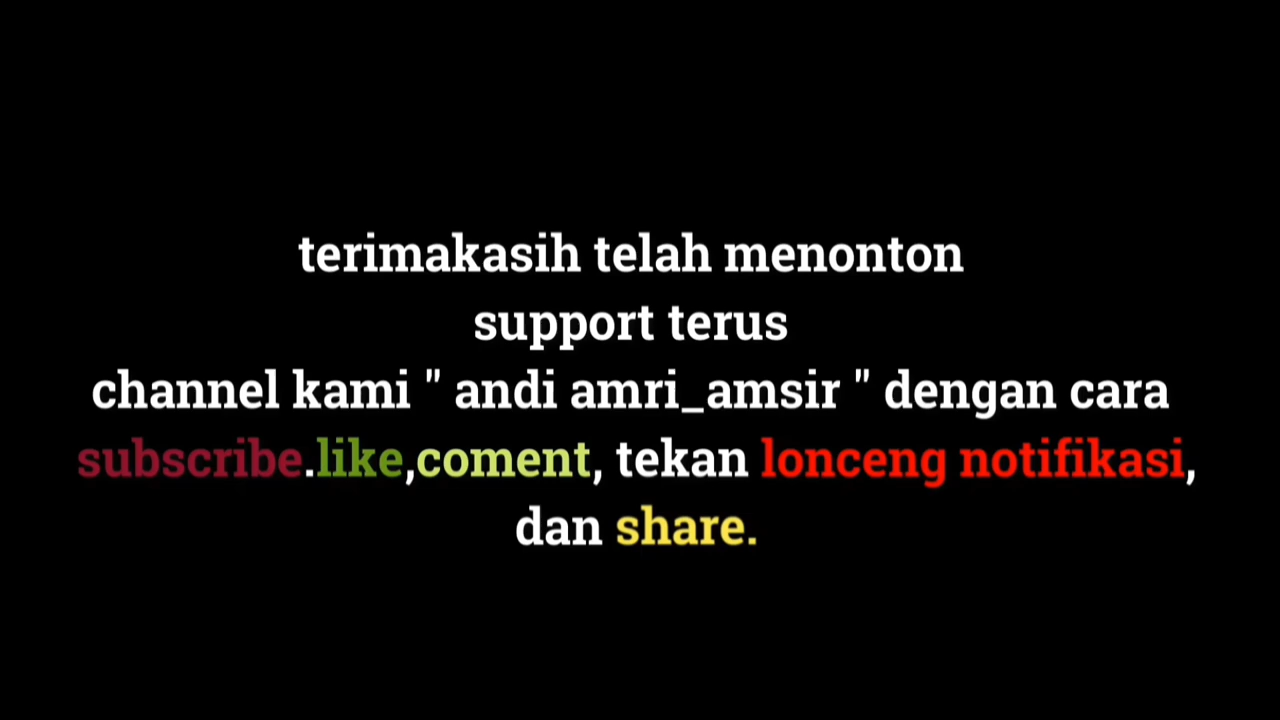 terimakasih telah menonton
support terus
channel kami " andi amri_amsir " dengan cara
subscribe.like,coment, tekan lonceng notifikasi,
dan share.